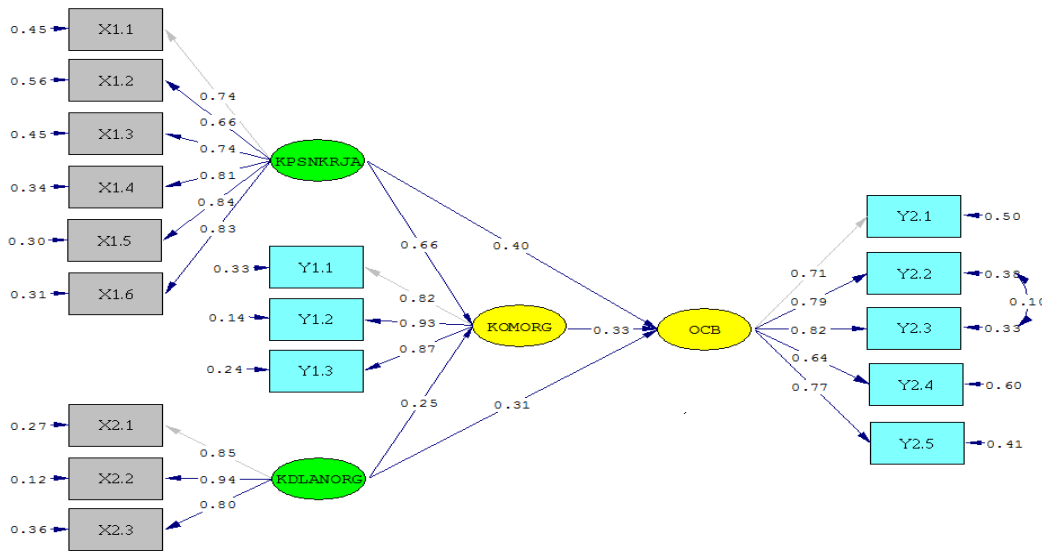 0.45 X1.1
0.56 X1.2
0.45 X1.3
0.34 X1.4
0.30 X1.5
0.31 X1.6
0.74
0.66
0.74
0.81
0.84
0.83
KPSNKRJA
0.66
0.40
0.33 Y1.1
0.14 Y1.2
0.24 Y1.3
0.82
0.93
0.87
KOMORG
0.33
OCB
0.25
0.31
0.27 X2.1
0.12 X2.2
0.36 X2.3
0.85
0.94
0.80
KDLANORG
0.71
0.79
0.82
0.64
0.77
Y2.1 0.50
Y2.2 0.38
Y2.3 0.33
Y2.4 0.60
Y2.5 0.41
0.10